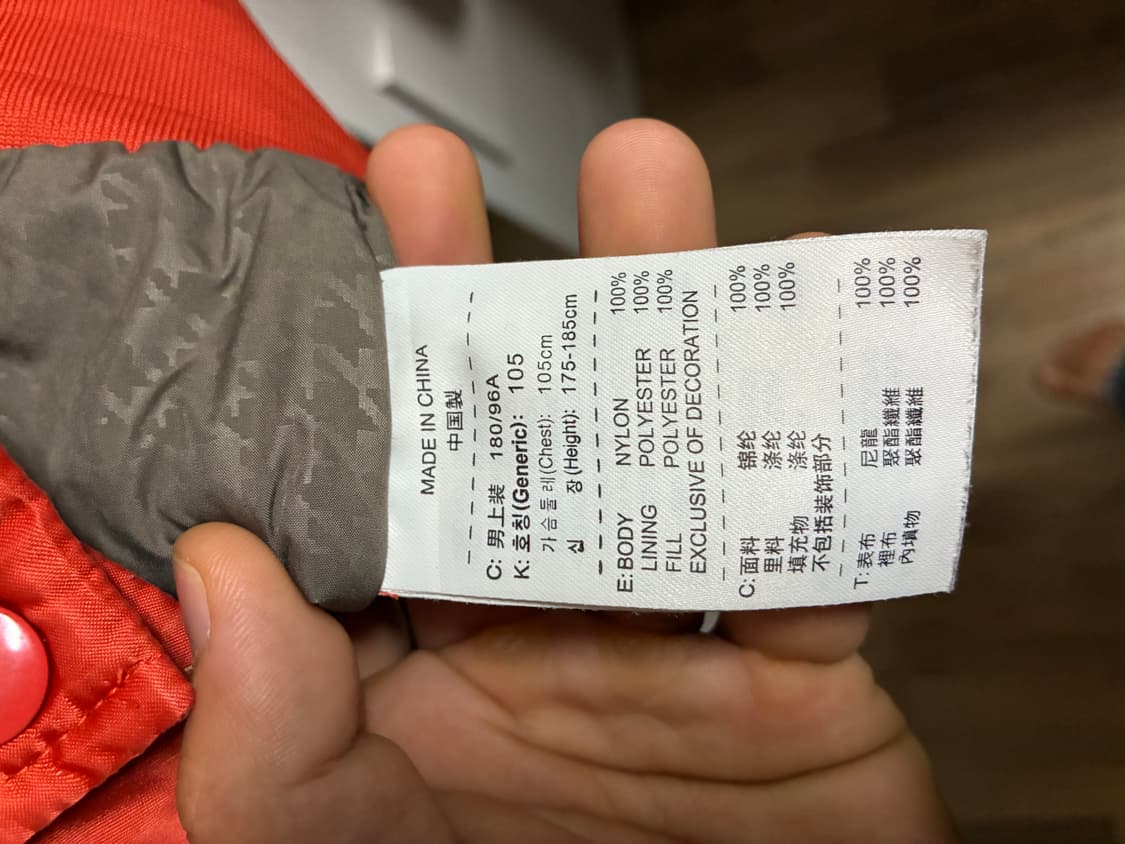 MADE IN CHINA
中国製
C: 男上装 180/96A
K: 호칭(Generic): 105
가슴둘레(Chest): 105cm
신 장(Height): 175-185cm
E: BODY NYLON 100%
LINING POLYESTER 100%
FILL POLYESTER 100%
EXCLUSIVE OF DECORATION
C: 面料 锦纶 100%
里料 涤纶 100%
填充物 涤纶 100%
不包括装饰部分
T: 表布 尼龍 100%
裡布 聚酯纖維 100%
內填物 聚酯纖維 100%